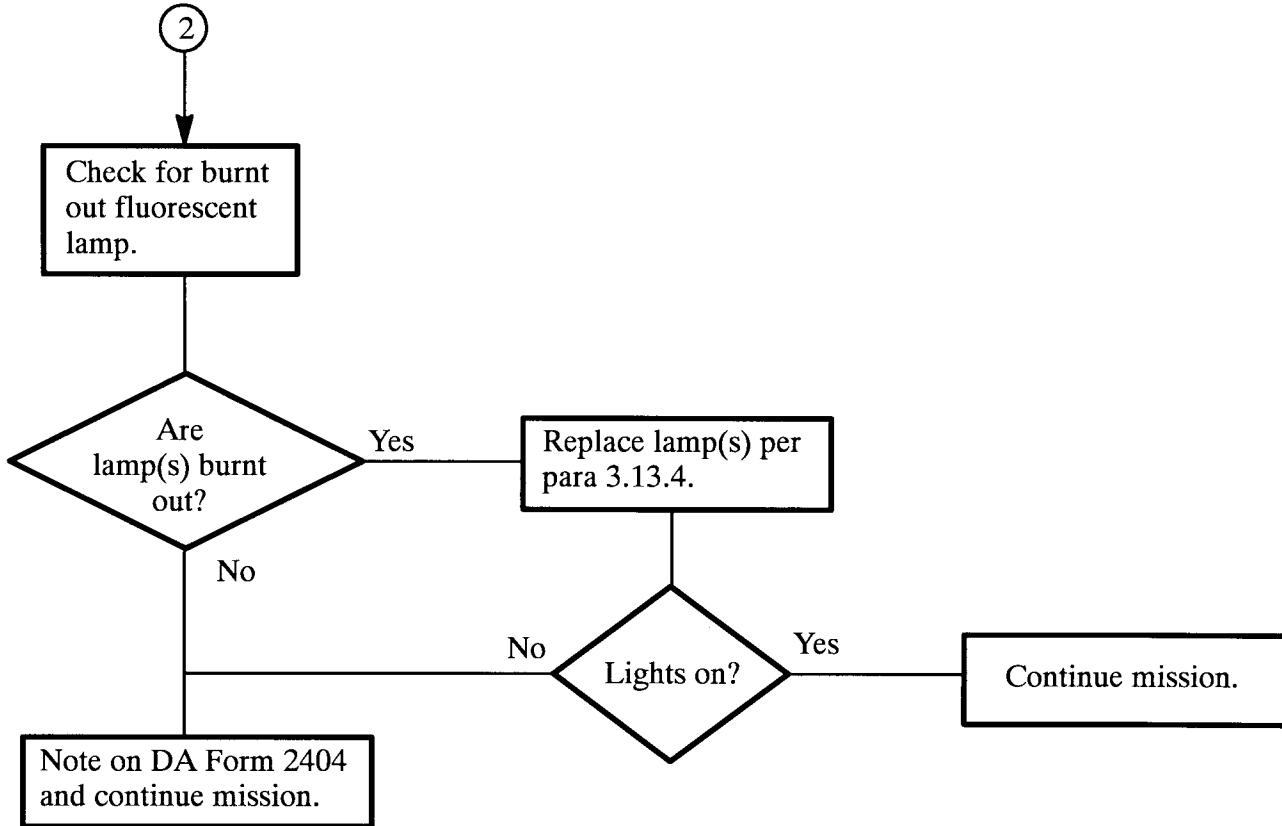 2
Check for burnt
out fluorescent
lamp.
Are
lamp(s) burnt
out?
Yes
Replace lamp(s) per
para 3.13.4.
No
No
Lights on?
Yes
Continue mission.
Note on DA Form 2404
and continue mission.